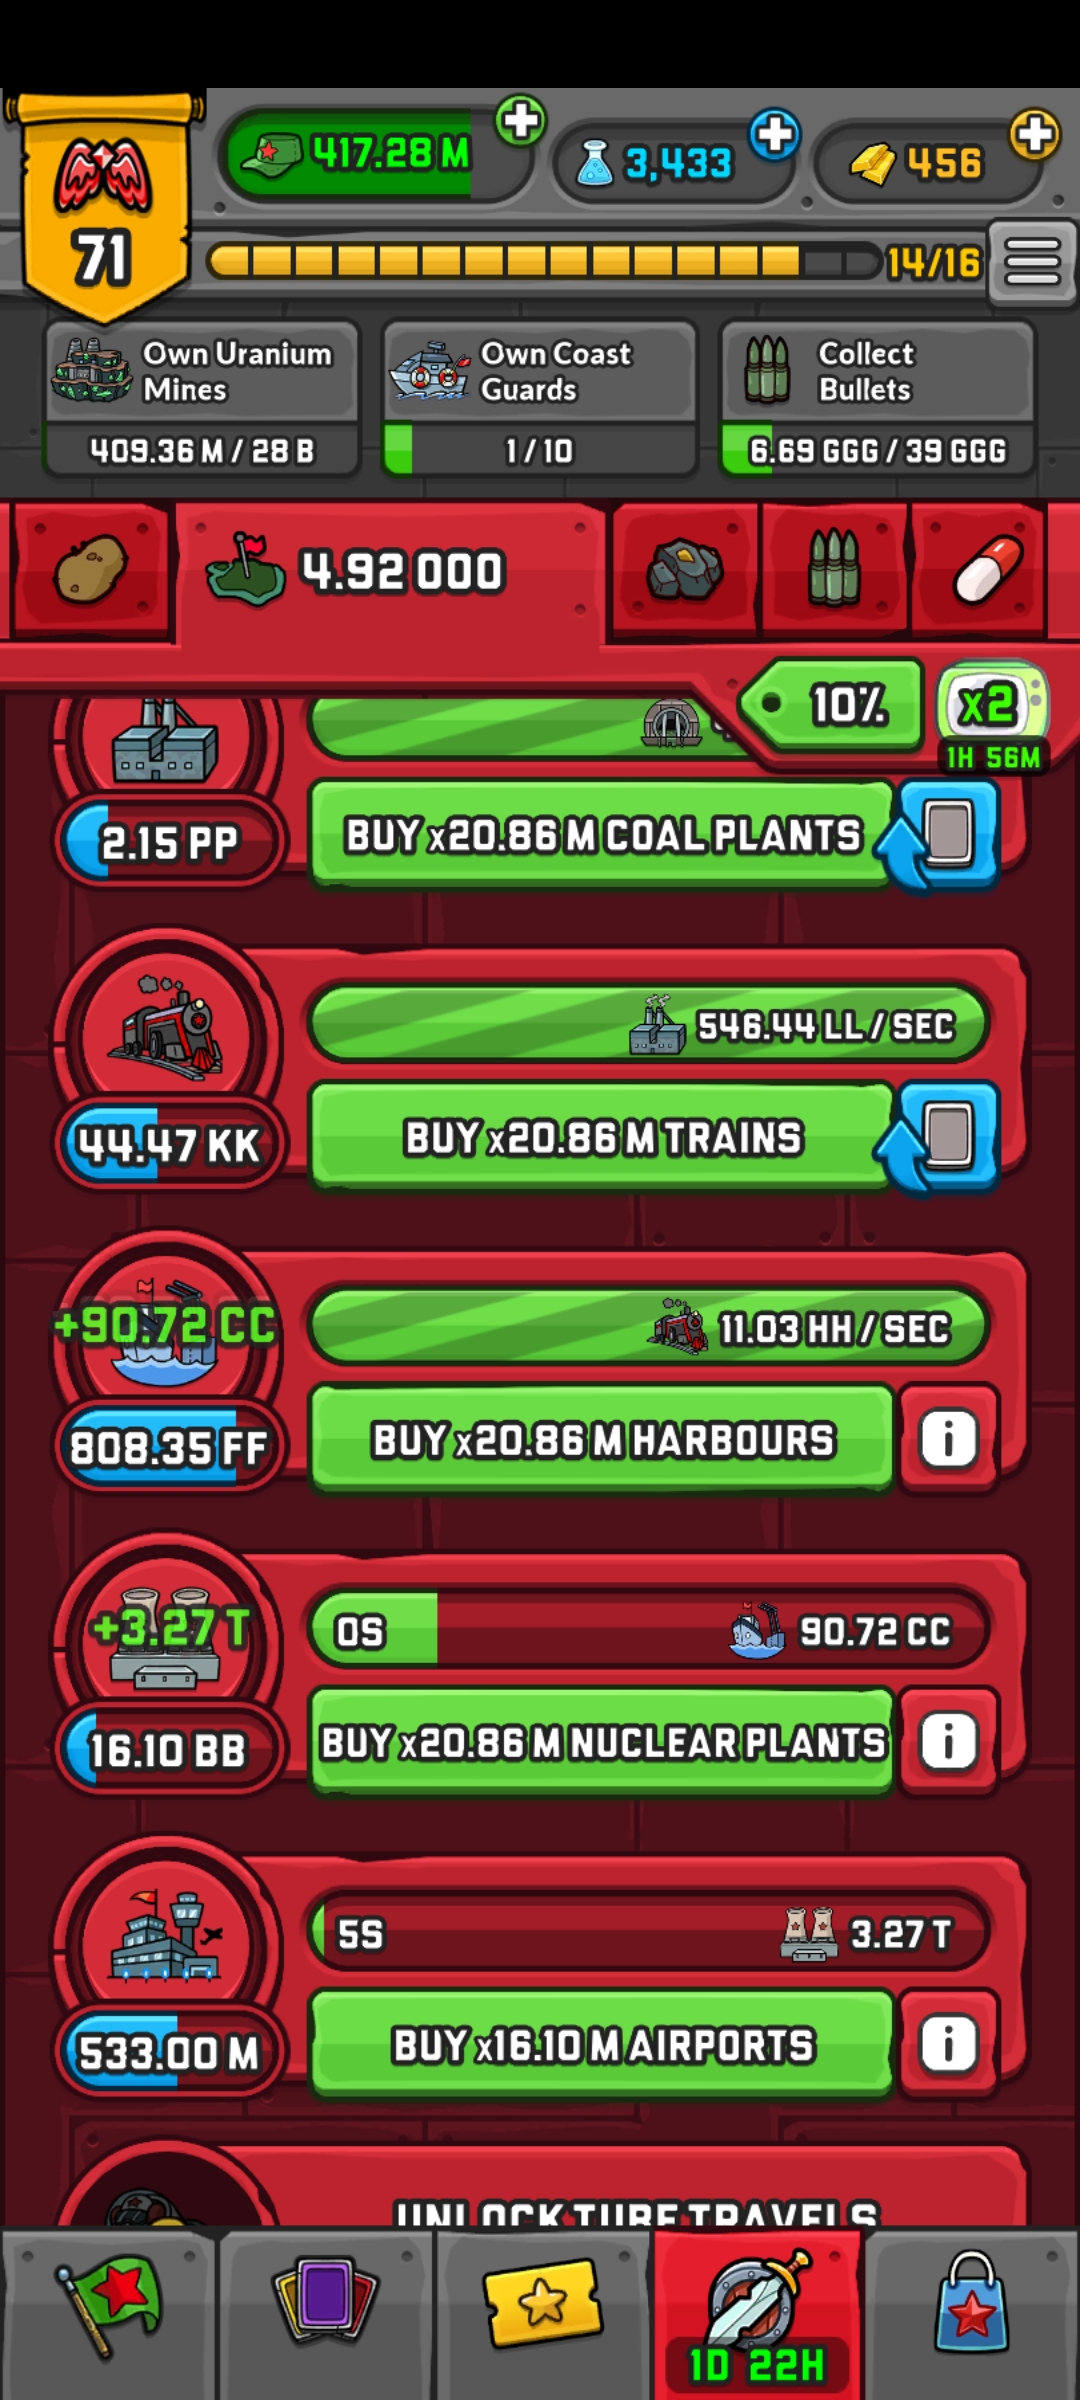 417.28 M
3,433
456
71
14/16
Own Uranium
Mines
409.36 M / 28 B
Own Coast
Guards
1 / 10
Collect
Bullets
6.69 GGG / 39 GGG
4.92 000
10%
x2
1H 56M
2.15 PP
BUY x20.86 M COAL PLANTS
546.44 LL / SEC
44.47 KK
BUY x20.86 M TRAINS
+90.72 CC
11.03 HH / SEC
808.35 FF
BUY x20.86 M HARBOURS
i
+3.27 T
0S
90.72 CC
16.10 BB
BUY x20.86 M NUCLEAR PLANTS
i
5S
3.27 T
533.00 M
BUY x16.10 M AIRPORTS
i
UNLOCK TUBE TRAVELS
1D 22H